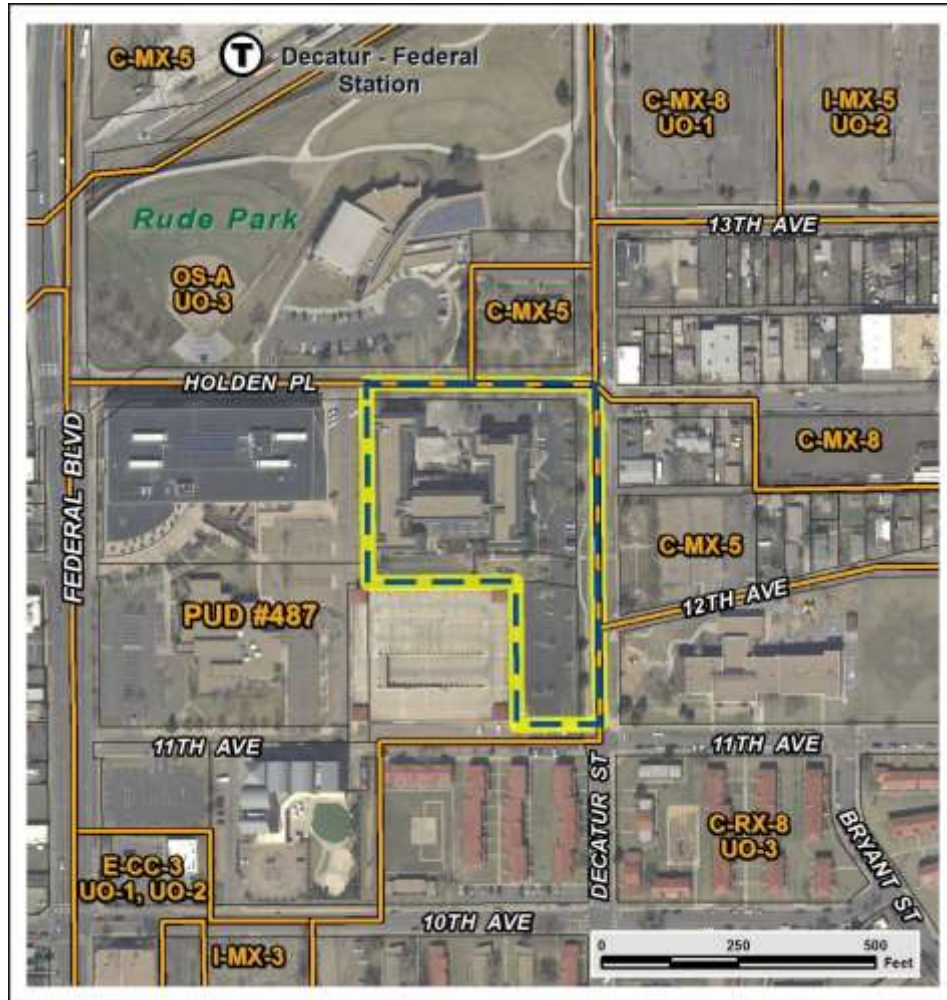 C-MX-5
T
Decatur - Federal
Station
C-MX-8
UO-1
I-MX-5
UO-2
Rude Park
13TH AVE
OS-A
UO-3
C-MX-5
HOLDEN PL
FEDERAL BLVD
C-MX-8
C-MX-5
12TH AVE
PUD #487
11TH AVE
11TH AVE
DECATUR ST
C-RX-8
UO-3
BRYANT ST
E-CC-3
UO-1, UO-2
10TH AVE
I-MX-3
0 250 500
Feet